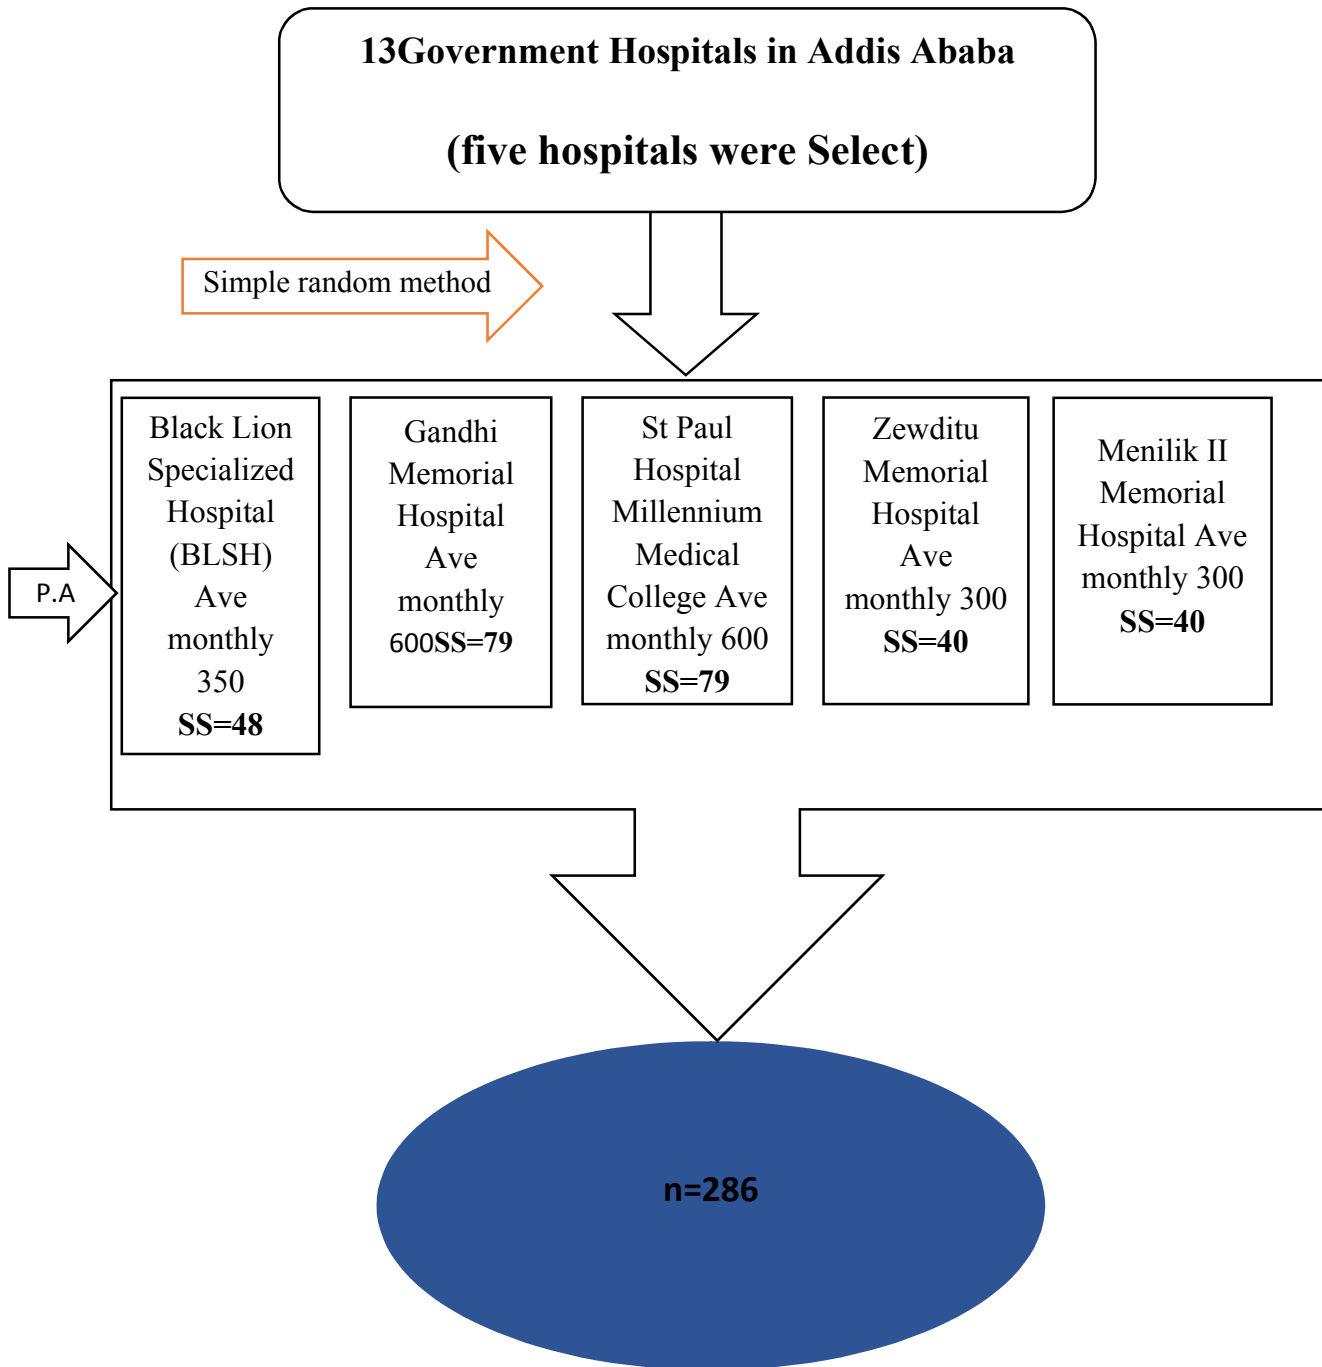 13Government Hospitals in Addis Ababa
(five hospitals were Select)
Simple random method
P.A
Black Lion
Specialized
Hospital
(BLSH)
Ave
monthly
350
SS=48
Gandhi
Memorial
Hospital
Ave
monthly
600SS=79
St Paul
Hospital
Millennium
Medical
College Ave
monthly 600
SS=79
Zewditu
Memorial
Hospital
Ave
monthly 300
SS=40
Menilik II
Memorial
Hospital Ave
monthly 300
SS=40
n=286